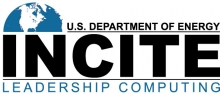 U.S. DEPARTMENT OF ENERGY
INCITE
LEADERSHIP COMPUTING